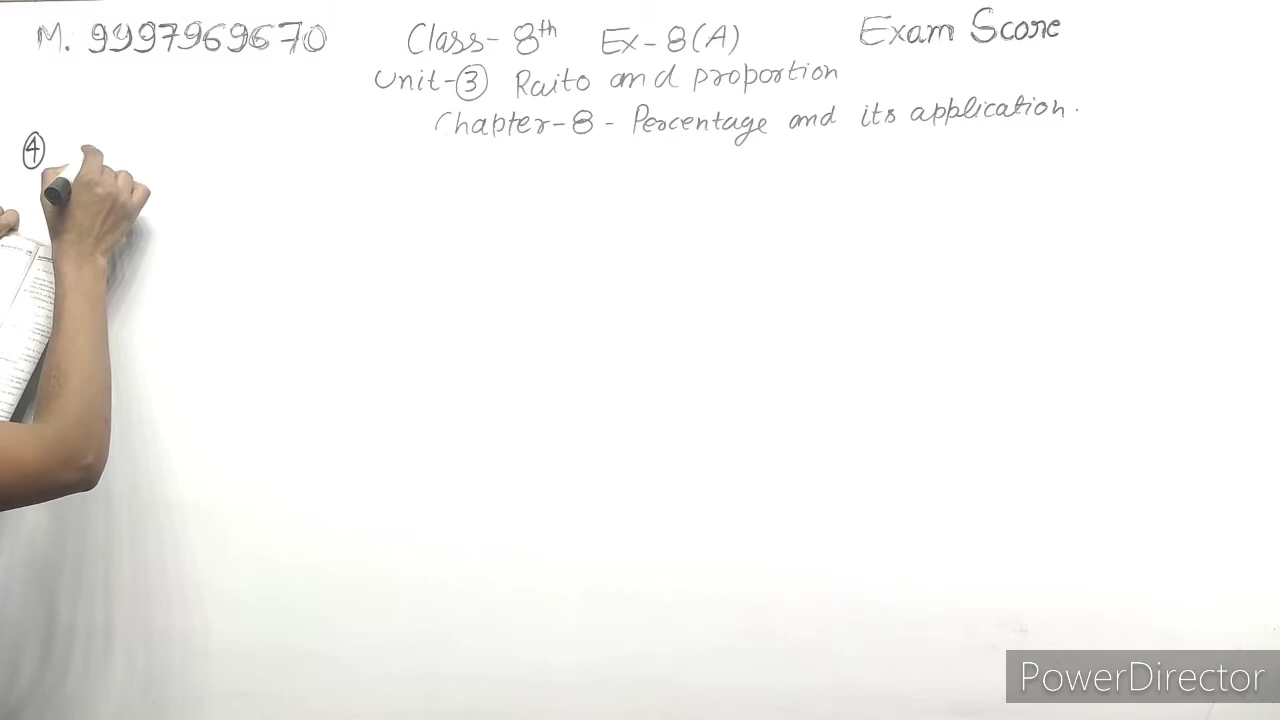 M. 9997969670 Class- 8th Ex-8(A) Exam Score
Unit-③ Raito and proportion
Chapter-8 - Percentage and its application.
④
PowerDirector